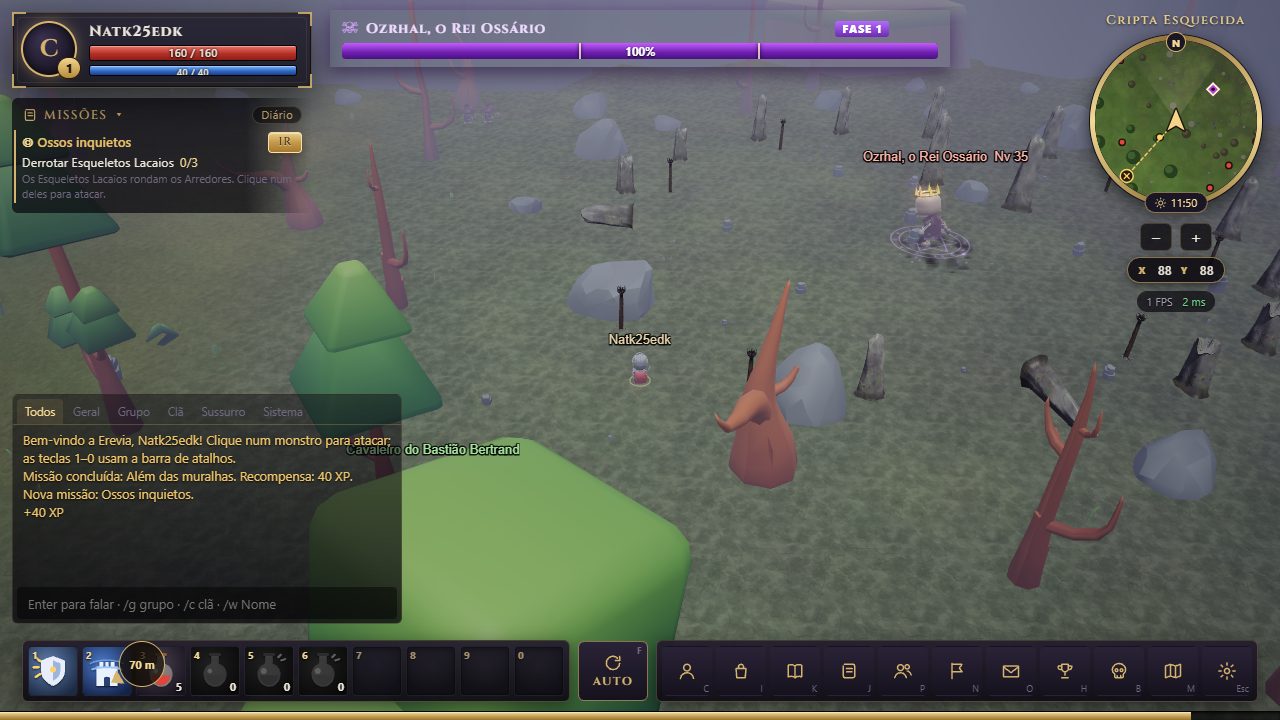 C
1
Natk25edk
160 / 160
40 / 40
Ozrhal, o Rei Ossário
FASE 1
100%
Cripta Esquecida
N
11:50
− +
X 88 Y 88
1 FPS 2 ms
Missões
Diário
Ossos inquietos
IR
Derrotar Esqueletos Lacaios 0/3
Os Esqueletos Lacaios rondam os Arredores. Clique num
deles para atacar.
Ozrhal, o Rei Ossário Nv 35
Natk25edk
Cavaleiro do Bastião Bertrand
Todos Geral Grupo Clã Sussurro Sistema
Bem-vindo a Erevia, Natk25edk! Clique num monstro para atacar;
as teclas 1–0 usam a barra de atalhos.
Missão concluída: Além das muralhas. Recompensa: 40 XP.
Nova missão: Ossos inquietos.
+40 XP
Enter para falar · /g grupo · /c clã · /w Nome
1 2 3 4 5 6 7 8 9 0
70 m
5 0 0 0
F
AUTO
C I K J P N O H B M Esc